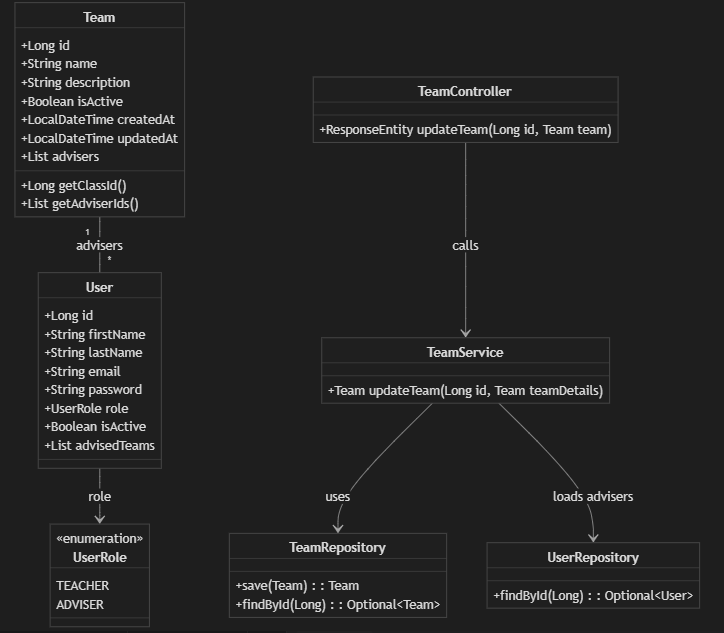 Team
+Long id
+String name
+String description
+Boolean isActive
+LocalDateTime createdAt
+LocalDateTime updatedAt
+List advisers
+Long getClassId()
+List getAdviserIds()
1
advisers
*
User
+Long id
+String firstName
+String lastName
+String email
+String password
+UserRole role
+Boolean isActive
+List advisedTeams
role
«enumeration»
UserRole
TEACHER
ADVISER
TeamController
+ResponseEntity updateTeam(Long id, Team team)
calls
TeamService
+Team updateTeam(Long id, Team teamDetails)
uses
loads advisers
TeamRepository
+save(Team) : : Team
+findById(Long) : : Optional<Team>
UserRepository
+findById(Long) : : Optional<User>